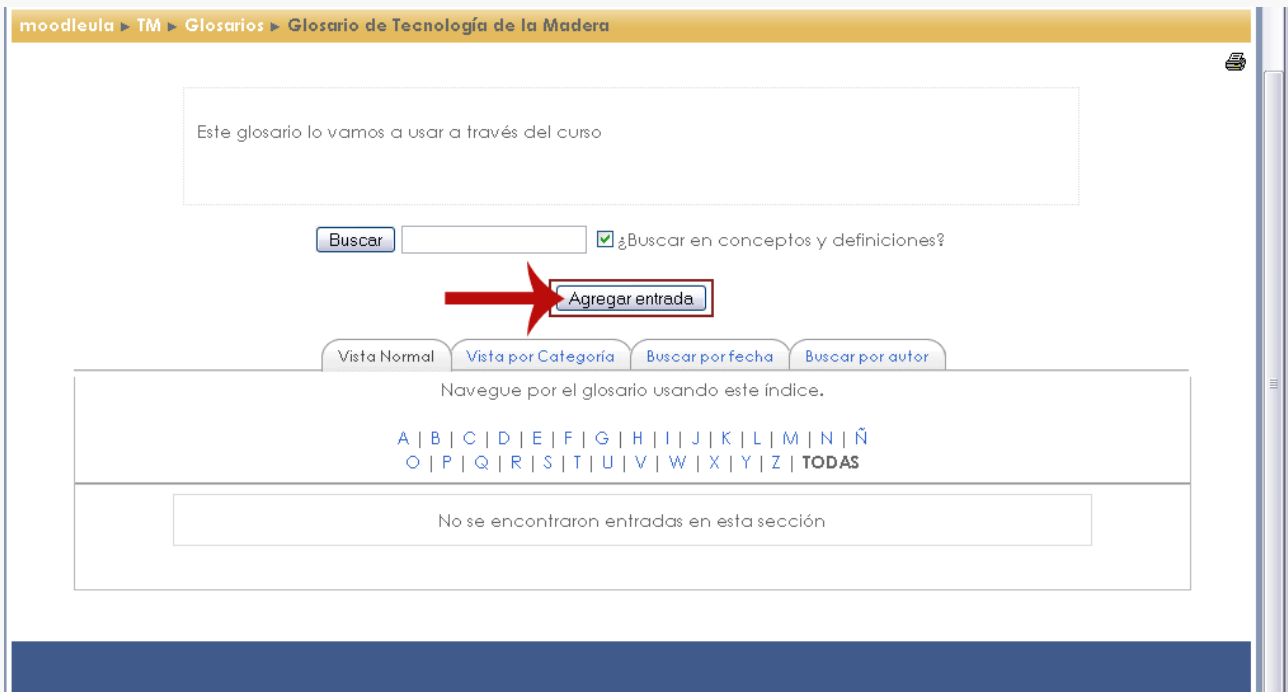 moodleula ► TM ► Glosarios ► Glosario de Tecnología de la Madera
Este glosario lo vamos a usar a través del curso
Buscar ¿Buscar en conceptos y definiciones?
Agregar entrada
Vista Normal Vista por Categoría Buscar por fecha Buscar por autor
Navegue por el glosario usando este índice.
A | B | C | D | E | F | G | H | I | J | K | L | M | N | Ñ
O | P | Q | R | S | T | U | V | W | X | Y | Z | TODAS
No se encontraron entradas en esta sección